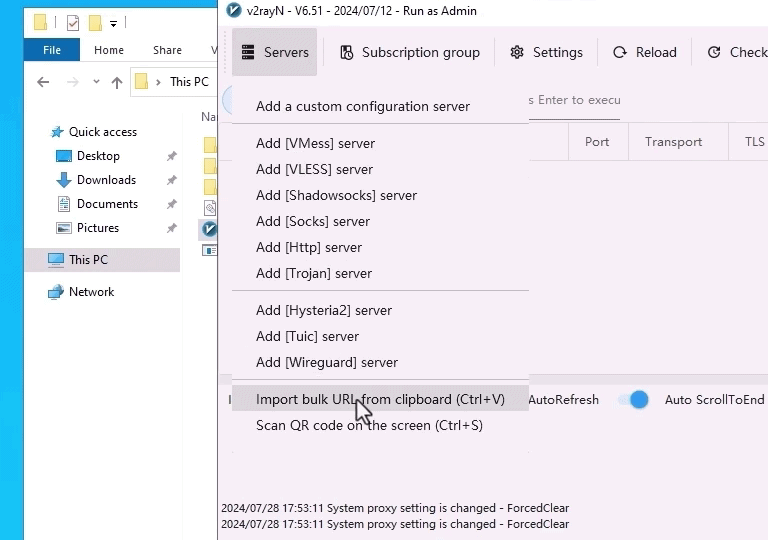 v2rayN - V6.51 - 2024/07/12 - Run as Admin
File Home Share V
Servers Subscription group Settings Reload Check
This PC
s Enter to execu
Na
Port Transport TLS
Quick access
Desktop
Downloads
Documents
Pictures
This PC
Network
Add a custom configuration server
Add [VMess] server
Add [VLESS] server
Add [Shadowsocks] server
Add [Socks] server
Add [Http] server
Add [Trojan] server
Add [Hysteria2] server
Add [Tuic] server
Add [Wireguard] server
Import bulk URL from clipboard (Ctrl+V)
Scan QR code on the screen (Ctrl+S)
AutoRefresh Auto ScrollToEnd
2024/07/28 17:53:11 System proxy setting is changed - ForcedClear
2024/07/28 17:53:11 System proxy setting is changed - ForcedClear